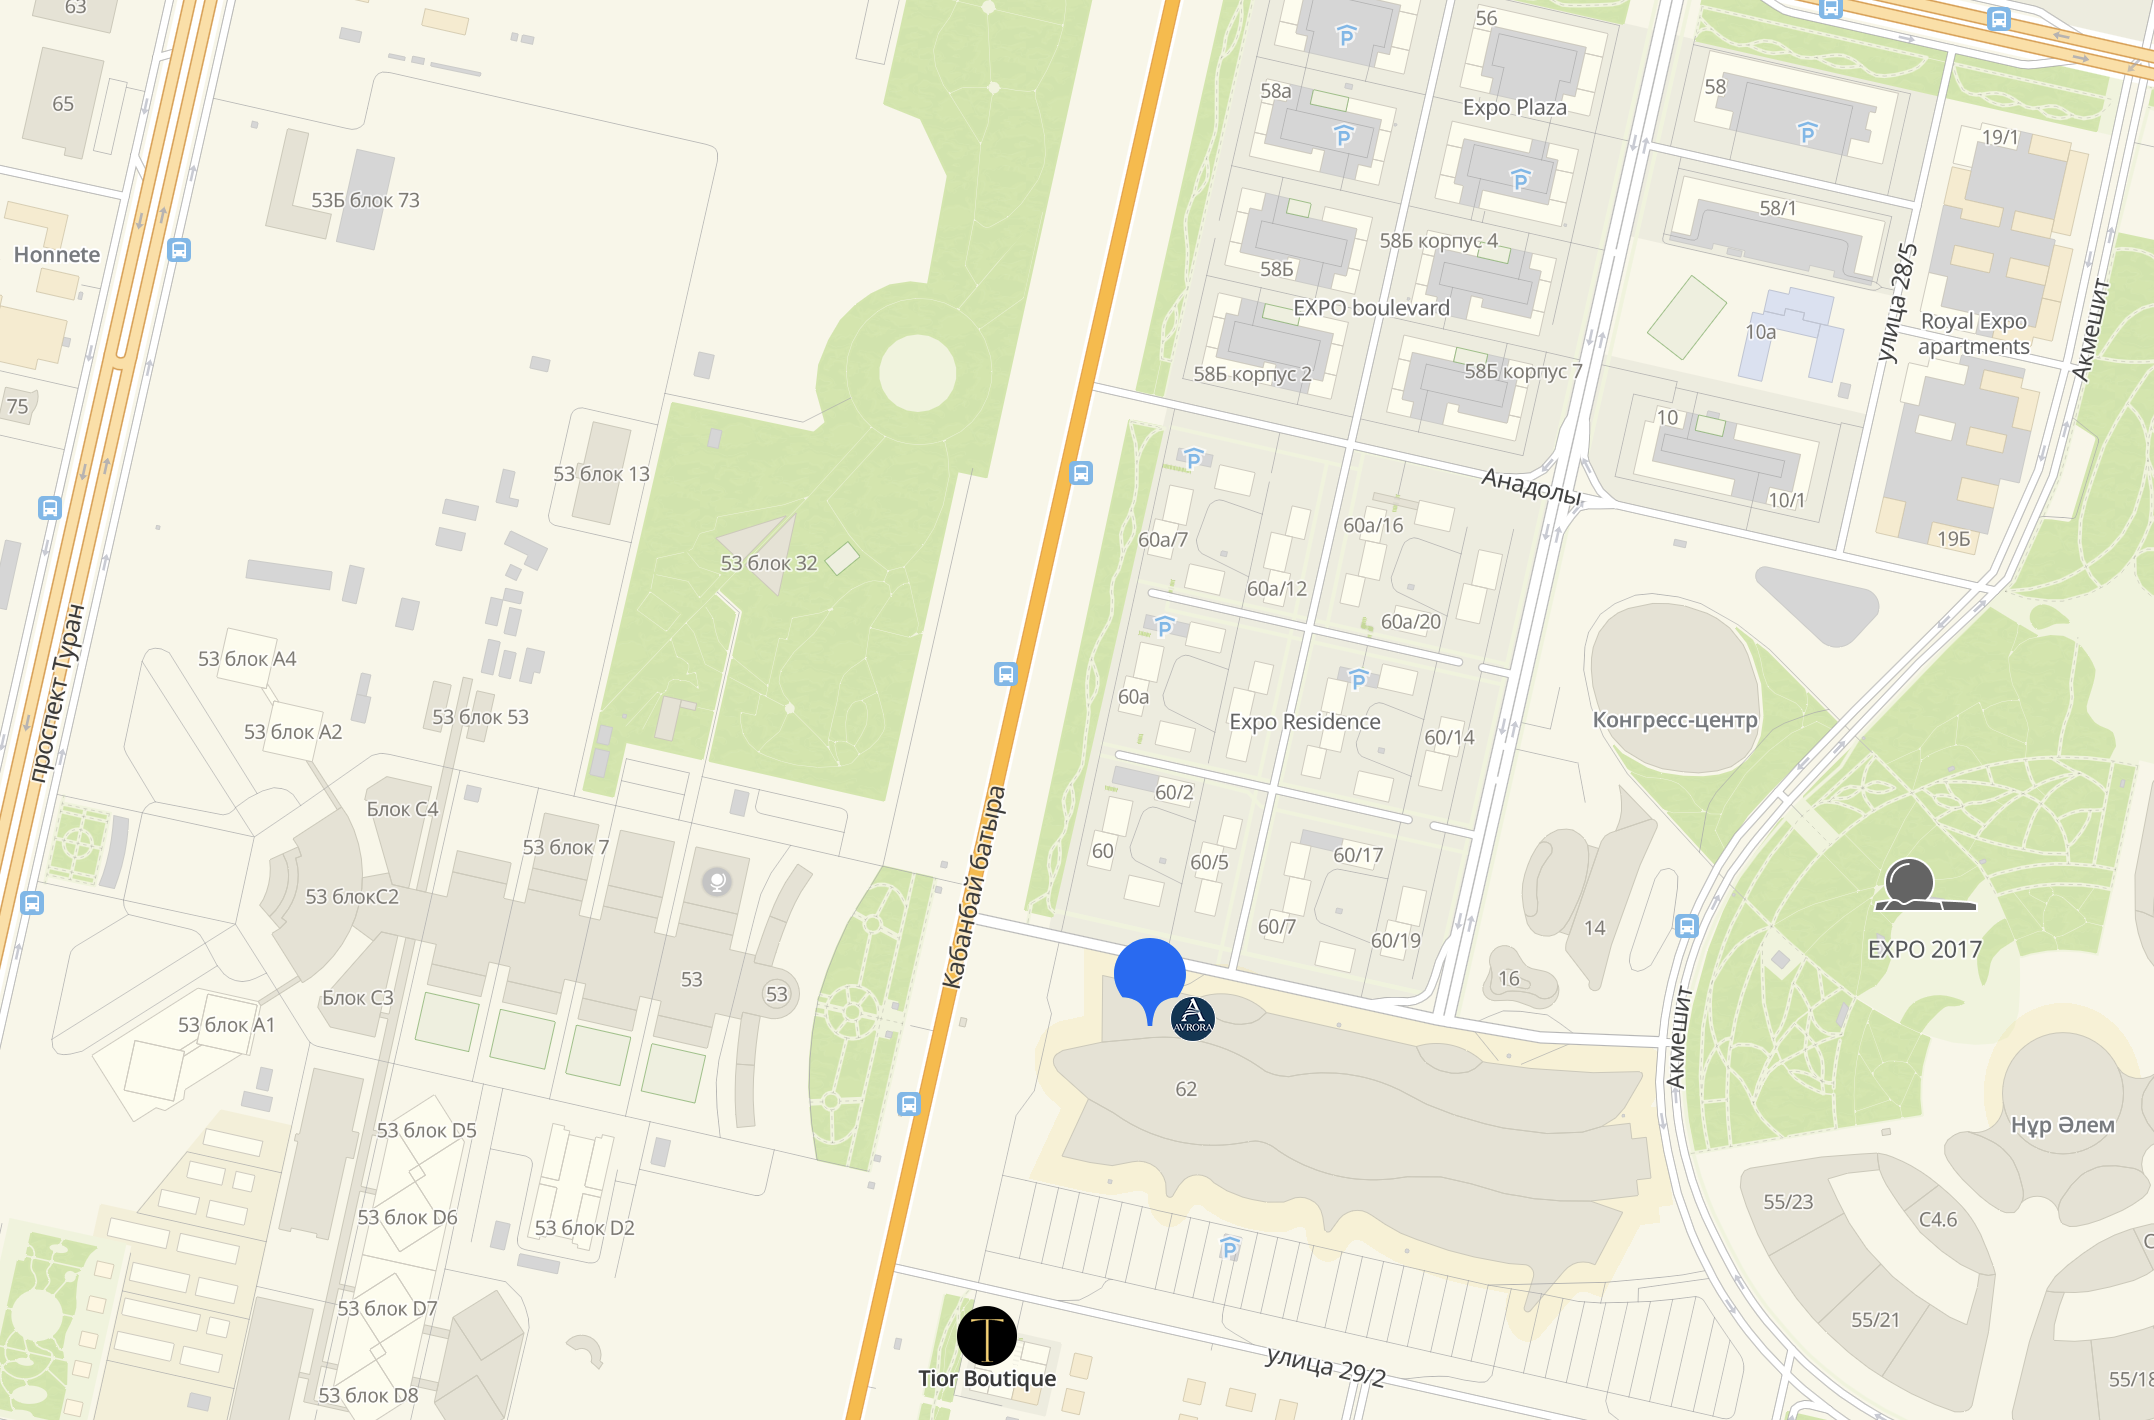 63
56
58а
58
65
Expo Plaza
19/1
53Б блок 73
58/1
58Б корпус 4
Honnete
58Б
улица 28/5
EXPO boulevard
10а
Royal Expo
apartments
Акмешит
58Б корпус 2
58Б корпус 7
75
10
53 блок 13
Анадолы
10/1
60а/16
60а/7
19Б
53 блок 32
60а/12
60а/20
проспект Туран
53 блок А4
60а
53 блок 53
Expo Residence
Конгресс-центр
53 блок А2
60/14
60/2
Блок С4
Кабанбай батыра
53 блок 7
60
60/5
60/17
53 блокС2
60/7
14
60/19
EXPO 2017
53
53
16
Блок С3
AVRORA
53 блок А1
Акмешит
62
Нұр Әлем
53 блок D5
55/23
53 блок D6
С4.6
53 блок D2
С
53 блок D7
55/21
T
улица 29/2
Tior Boutique
53 блок D8
55/18